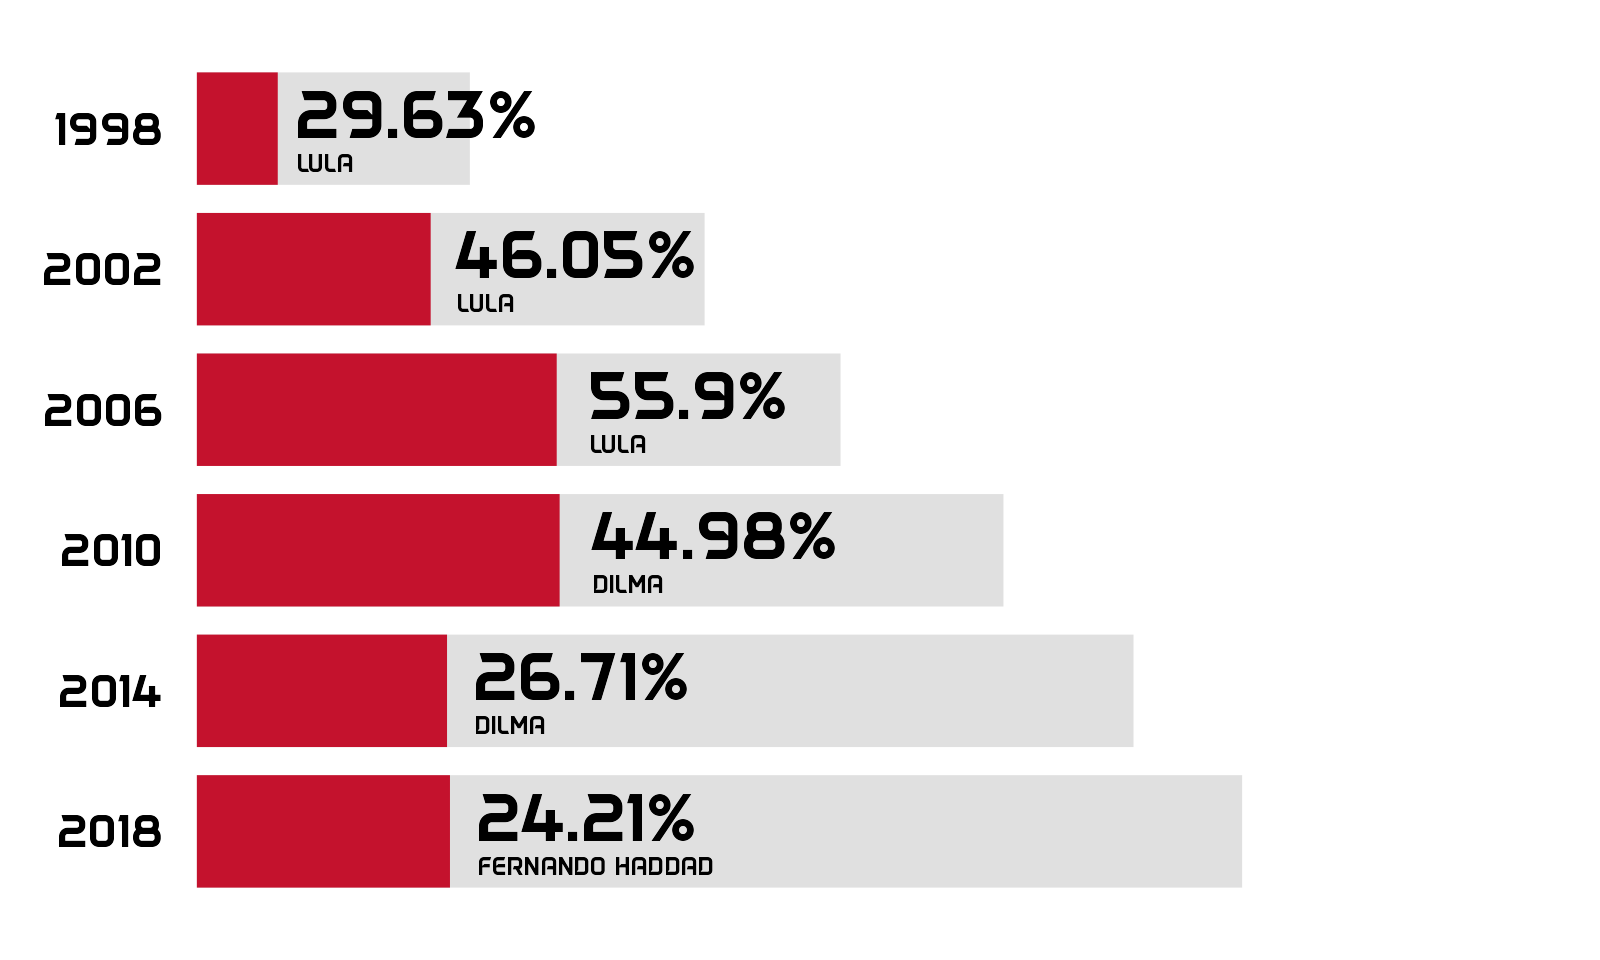 1998
29.63%
LULA
2002
46.05%
LULA
2006
55.9%
LULA
2010
44.98%
DILMA
2014
26.71%
DILMA
2018
24.21%
FERNANDO HADDAD